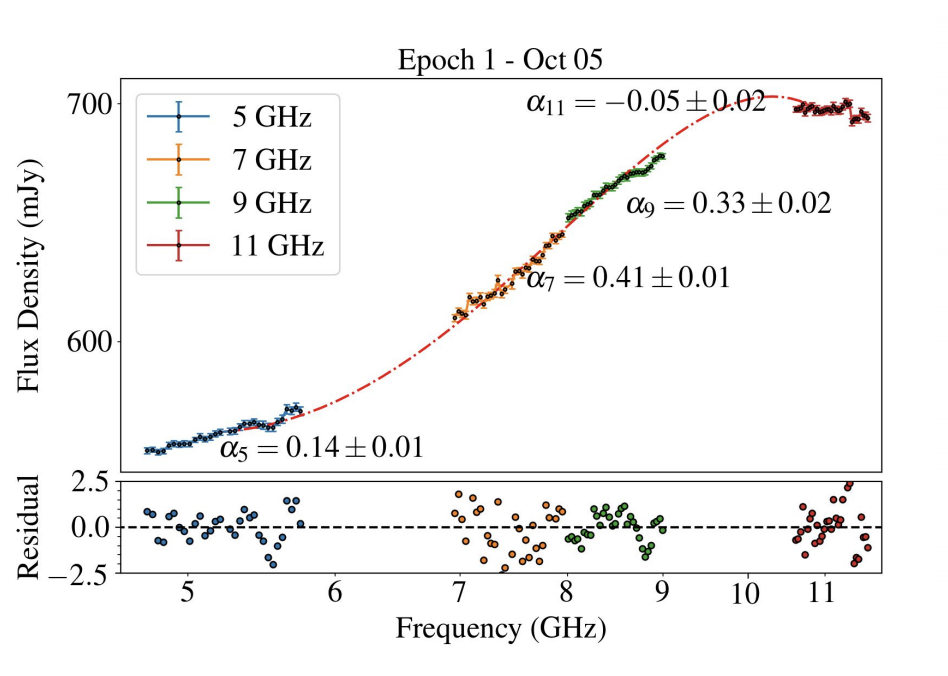 Epoch 1 - Oct 05
Flux Density (mJy)
700
600
5 GHz
7 GHz
9 GHz
11 GHz
α₁₁ = −0.05 ± 0.02
α₉ = 0.33 ± 0.02
α₇ = 0.41 ± 0.01
α₅ = 0.14 ± 0.01
Residual
2.5
0.0
−2.5
5 6 7 8 9 10 11
Frequency (GHz)